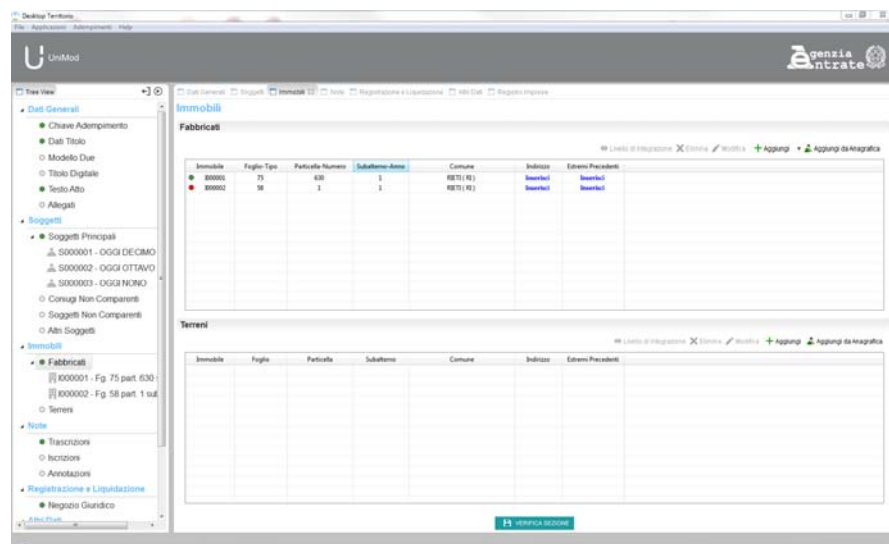 Desktop Territorio
File Applicazioni Adempimenti Help
UniMod
Agenzia Entrate
Tree View
Dati Generali
Chiave Adempimento
Dati Titolo
Modello Due
Titolo Digitale
Testo Atto
Allegati
Soggetti
Soggetti Principali
S000001 - OGGI DECIMO
S000002 - OGGI OTTAVO
S000003 - OGGI NONO
Coniugi Non Comparenti
Soggetti Non Comparenti
Altri Soggetti
Immobili
Fabbricati
I000001 - Fg. 75 part. 630
I000002 - Fg. 58 part. 1 sub
Terreni
Note
Trascrizioni
Iscrizioni
Annotazioni
Registrazione e Liquidazione
Negozio Giuridico
Altri Dati
Dati Generali Soggetti Immobili Note Registrazione e Liquidazione Altri Dati Registro Imprese
Immobili
Fabbricati
Livello di Integrazione Elimina Modifica Aggiungi Aggiungi da Anagrafica
Immobile Foglio-Tipo Particella-Numero Subalterno-Anno Comune Indirizzo Estremi Precedenti
I000001 75 630 1 RIETI ( RI ) Inserisci Inserisci
I000002 58 1 1 RIETI ( RI ) Inserisci Inserisci
Terreni
Livello di Integrazione Elimina Modifica Aggiungi Aggiungi da Anagrafica
Immobile Foglio Particella Subalterno Comune Indirizzo Estremi Precedenti
VERIFICA SEZIONE